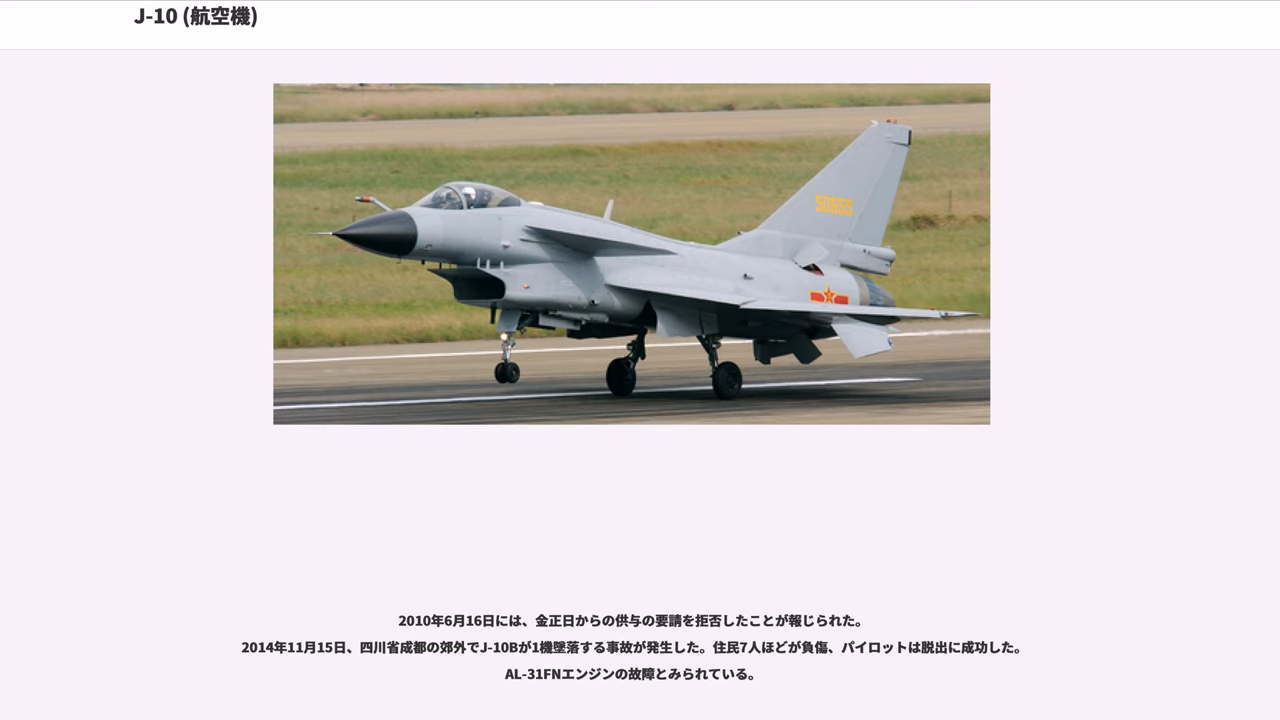 J-10 (航空機)
2010年6月16日には、金正日からの供与の要請を拒否したことが報じられた。
2014年11月15日、四川省成都の郊外でJ-10Bが1機墜落する事故が発生した。住民7人ほどが負傷、パイロットは脱出に成功した。
AL-31FNエンジンの故障とみられている。